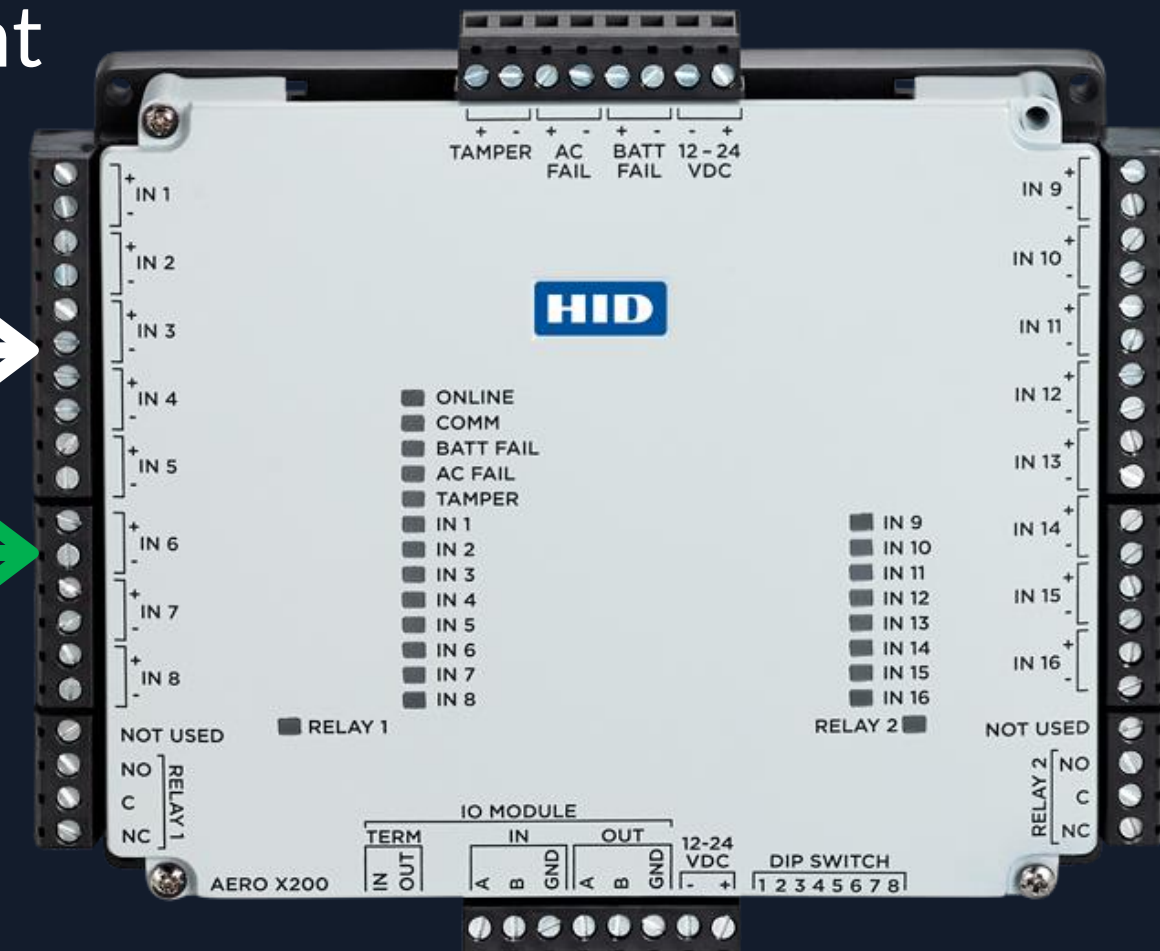 nt
+ - + - + - - +
TAMPER AC FAIL BATT FAIL 12 – 24 VDC
+ IN 1 -
+ IN 2 -
+ IN 3 -
+ IN 4 -
+ IN 5 -
+ IN 6 -
+ IN 7 -
+ IN 8 -
NOT USED
NO
C
NC
RELAY 1
HID
ONLINE
COMM
BATT FAIL
AC FAIL
TAMPER
IN 1
IN 2
IN 3
IN 4
IN 5
IN 6
IN 7
IN 8
RELAY 1
IN 9
IN 10
IN 11
IN 12
IN 13
IN 14
IN 15
IN 16
RELAY 2
IN 9 + -
IN 10 + -
IN 11 + -
IN 12 + -
IN 13 + -
IN 14 + -
IN 15 + -
IN 16 + -
NOT USED
RELAY 2
NO
C
NC
AERO X200
IO MODULE
TERM IN OUT
IN OUT A B GND A B GND
12-24 VDC
- +
DIP SWITCH
1 2 3 4 5 6 7 8